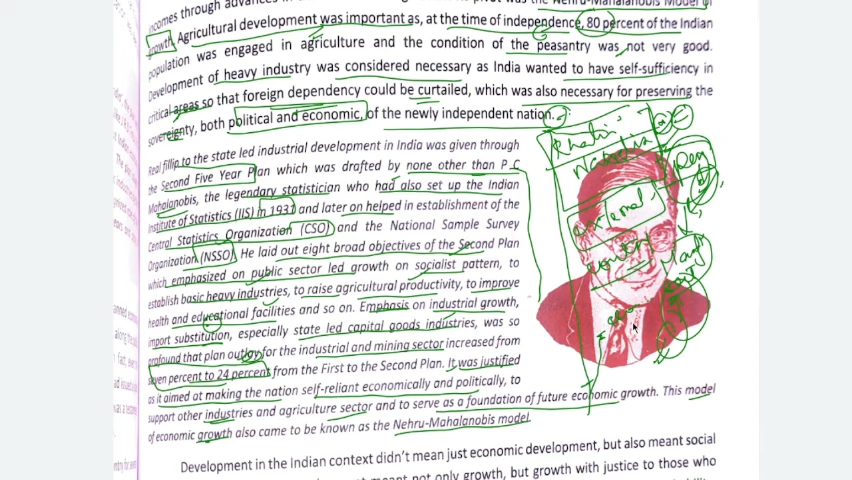 incomes through advances in
growth. Agricultural development was important as, at the time of independence, 80 percent of the Indian
population was engaged in agriculture and the condition of the peasantry was not very good.
Development of heavy industry was considered necessary as India wanted to have self-sufficiency in
critical areas so that foreign dependency could be curtailed, which was also necessary for preserving the
sovereignty, both political and economic, of the newly independent nation.
Real fillip to the state led industrial development in India was given through
the Second Five Year Plan which was drafted by none other than P C
Mahalanobis, the legendary statistician who had also set up the Indian
Institute of Statistics (IIS) in 1931 and later on helped in establishment of the
Central Statistics Organization (CSO) and the National Sample Survey
Organization (NSSO). He laid out eight broad objectives of the Second Plan
which emphasized on public sector led growth on socialist pattern, to
establish basic heavy industries, to raise agricultural productivity, to improve
health and educational facilities and so on. Emphasis on industrial growth,
import substitution, especially state led capital goods industries, was so
profound that plan outlay for the industrial and mining sector increased from
seven percent to 24 percent from the First to the Second Plan. It was justified
as it aimed at making the nation self-reliant economically and politically, to
support other industries and agriculture sector and to serve as a foundation of future economic growth. This model
of economic growth also came to be known as the Nehru-Mahalanobis model.
Development in the Indian context didn't mean just economic development, but also meant social
meant not only growth, but growth with justice to those who